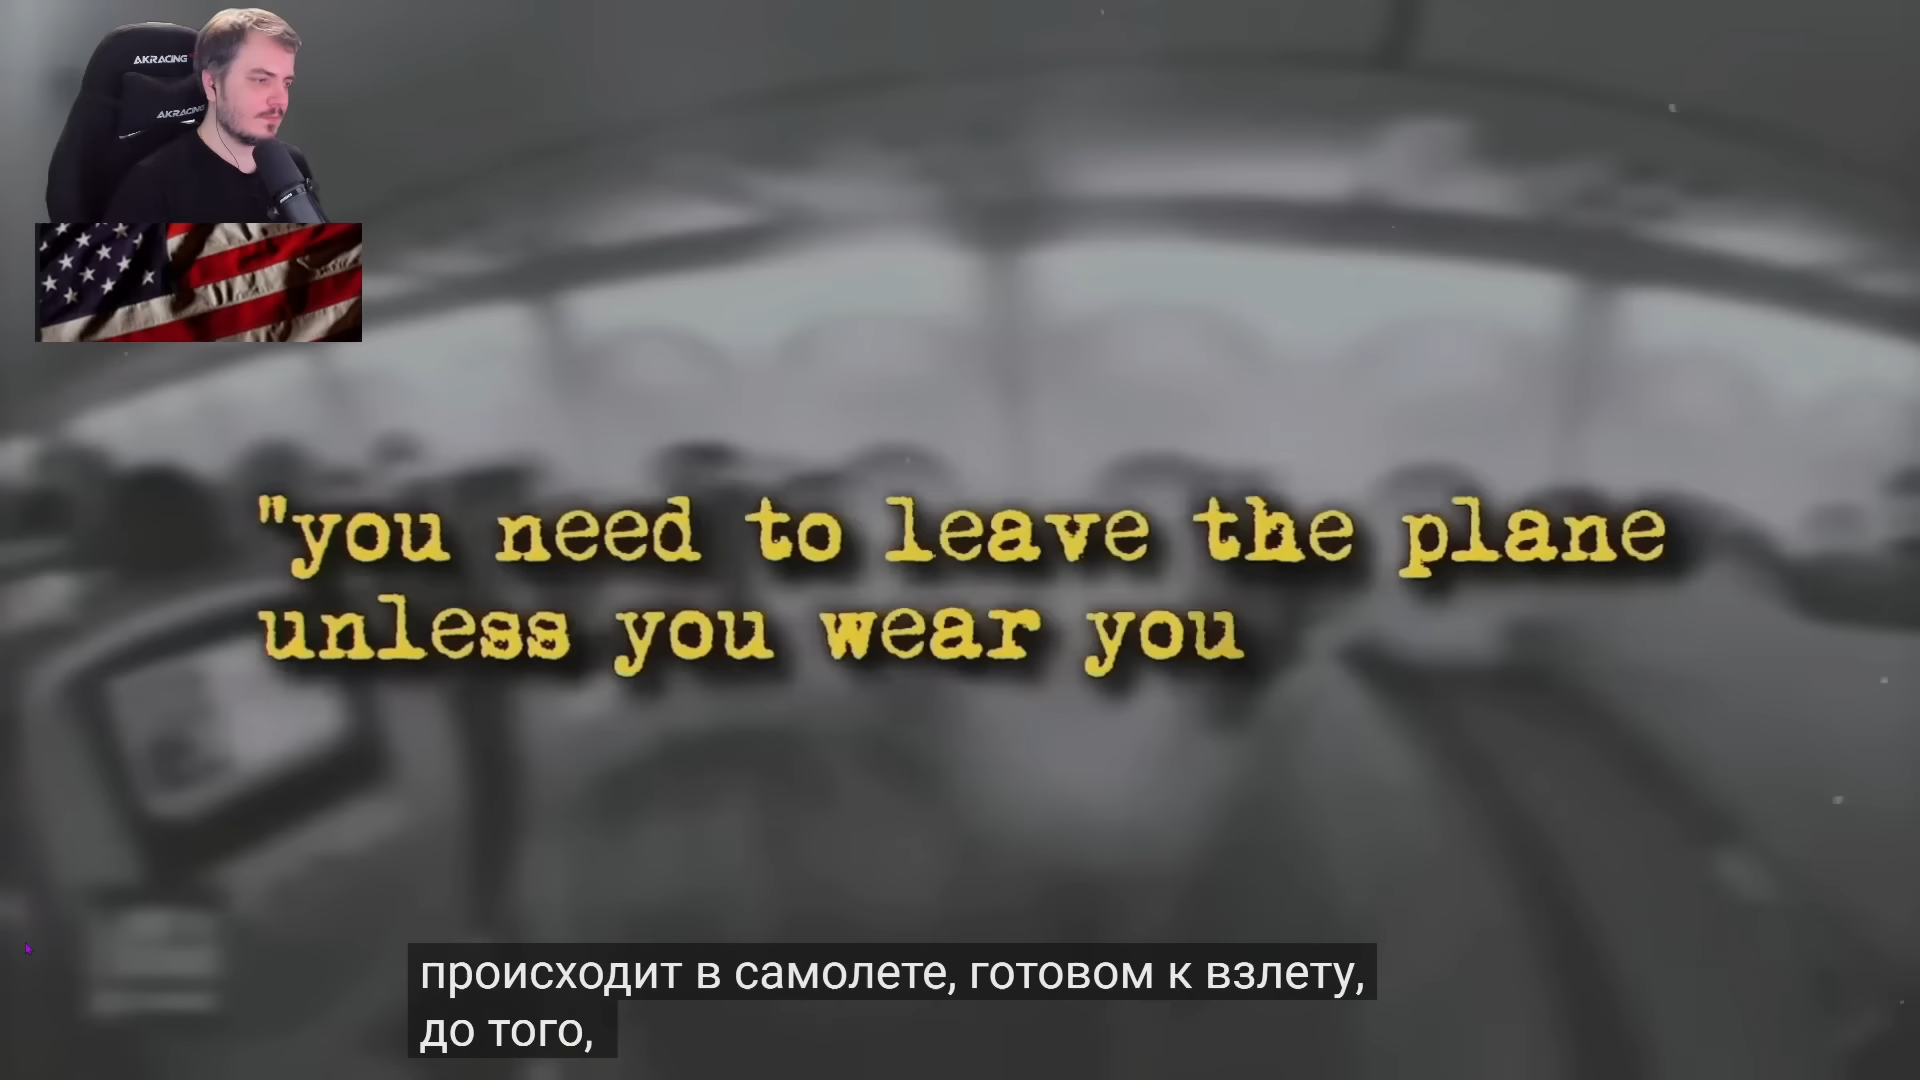 AKRACING
AKRACING
"you need to leave the plane
unless you wear you
происходит в самолете, готовом к взлету,
до того,